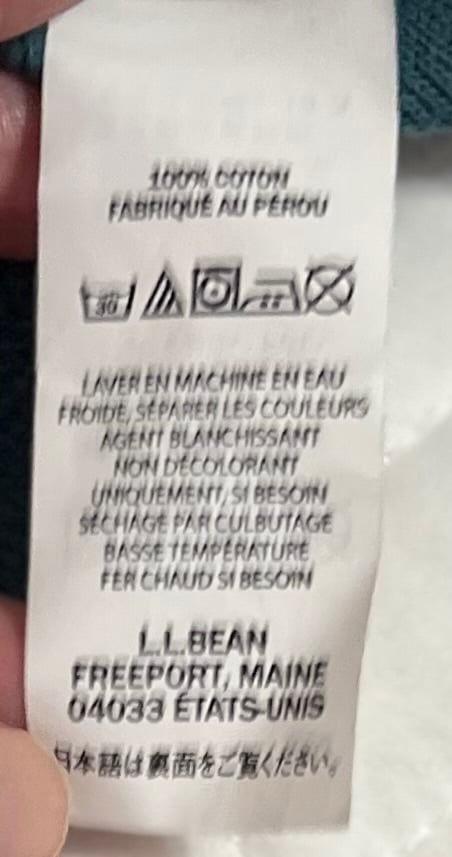 100% COTON
FABRIQUÉ AU PÉROU
30
LAVER EN MACHINE EN EAU
FROIDE, SÉPARER LES COULEURS
AGENT BLANCHISSANT
NON DÉCOLORANT
UNIQUEMENT, SI BESOIN
SÉCHAGE PAR CULBUTAGE
BASSE TEMPÉRATURE
FER CHAUD SI BESOIN
L.L.BEAN
FREEPORT, MAINE
04033 ÉTATS-UNIS
日本語は裏面をご覧ください。